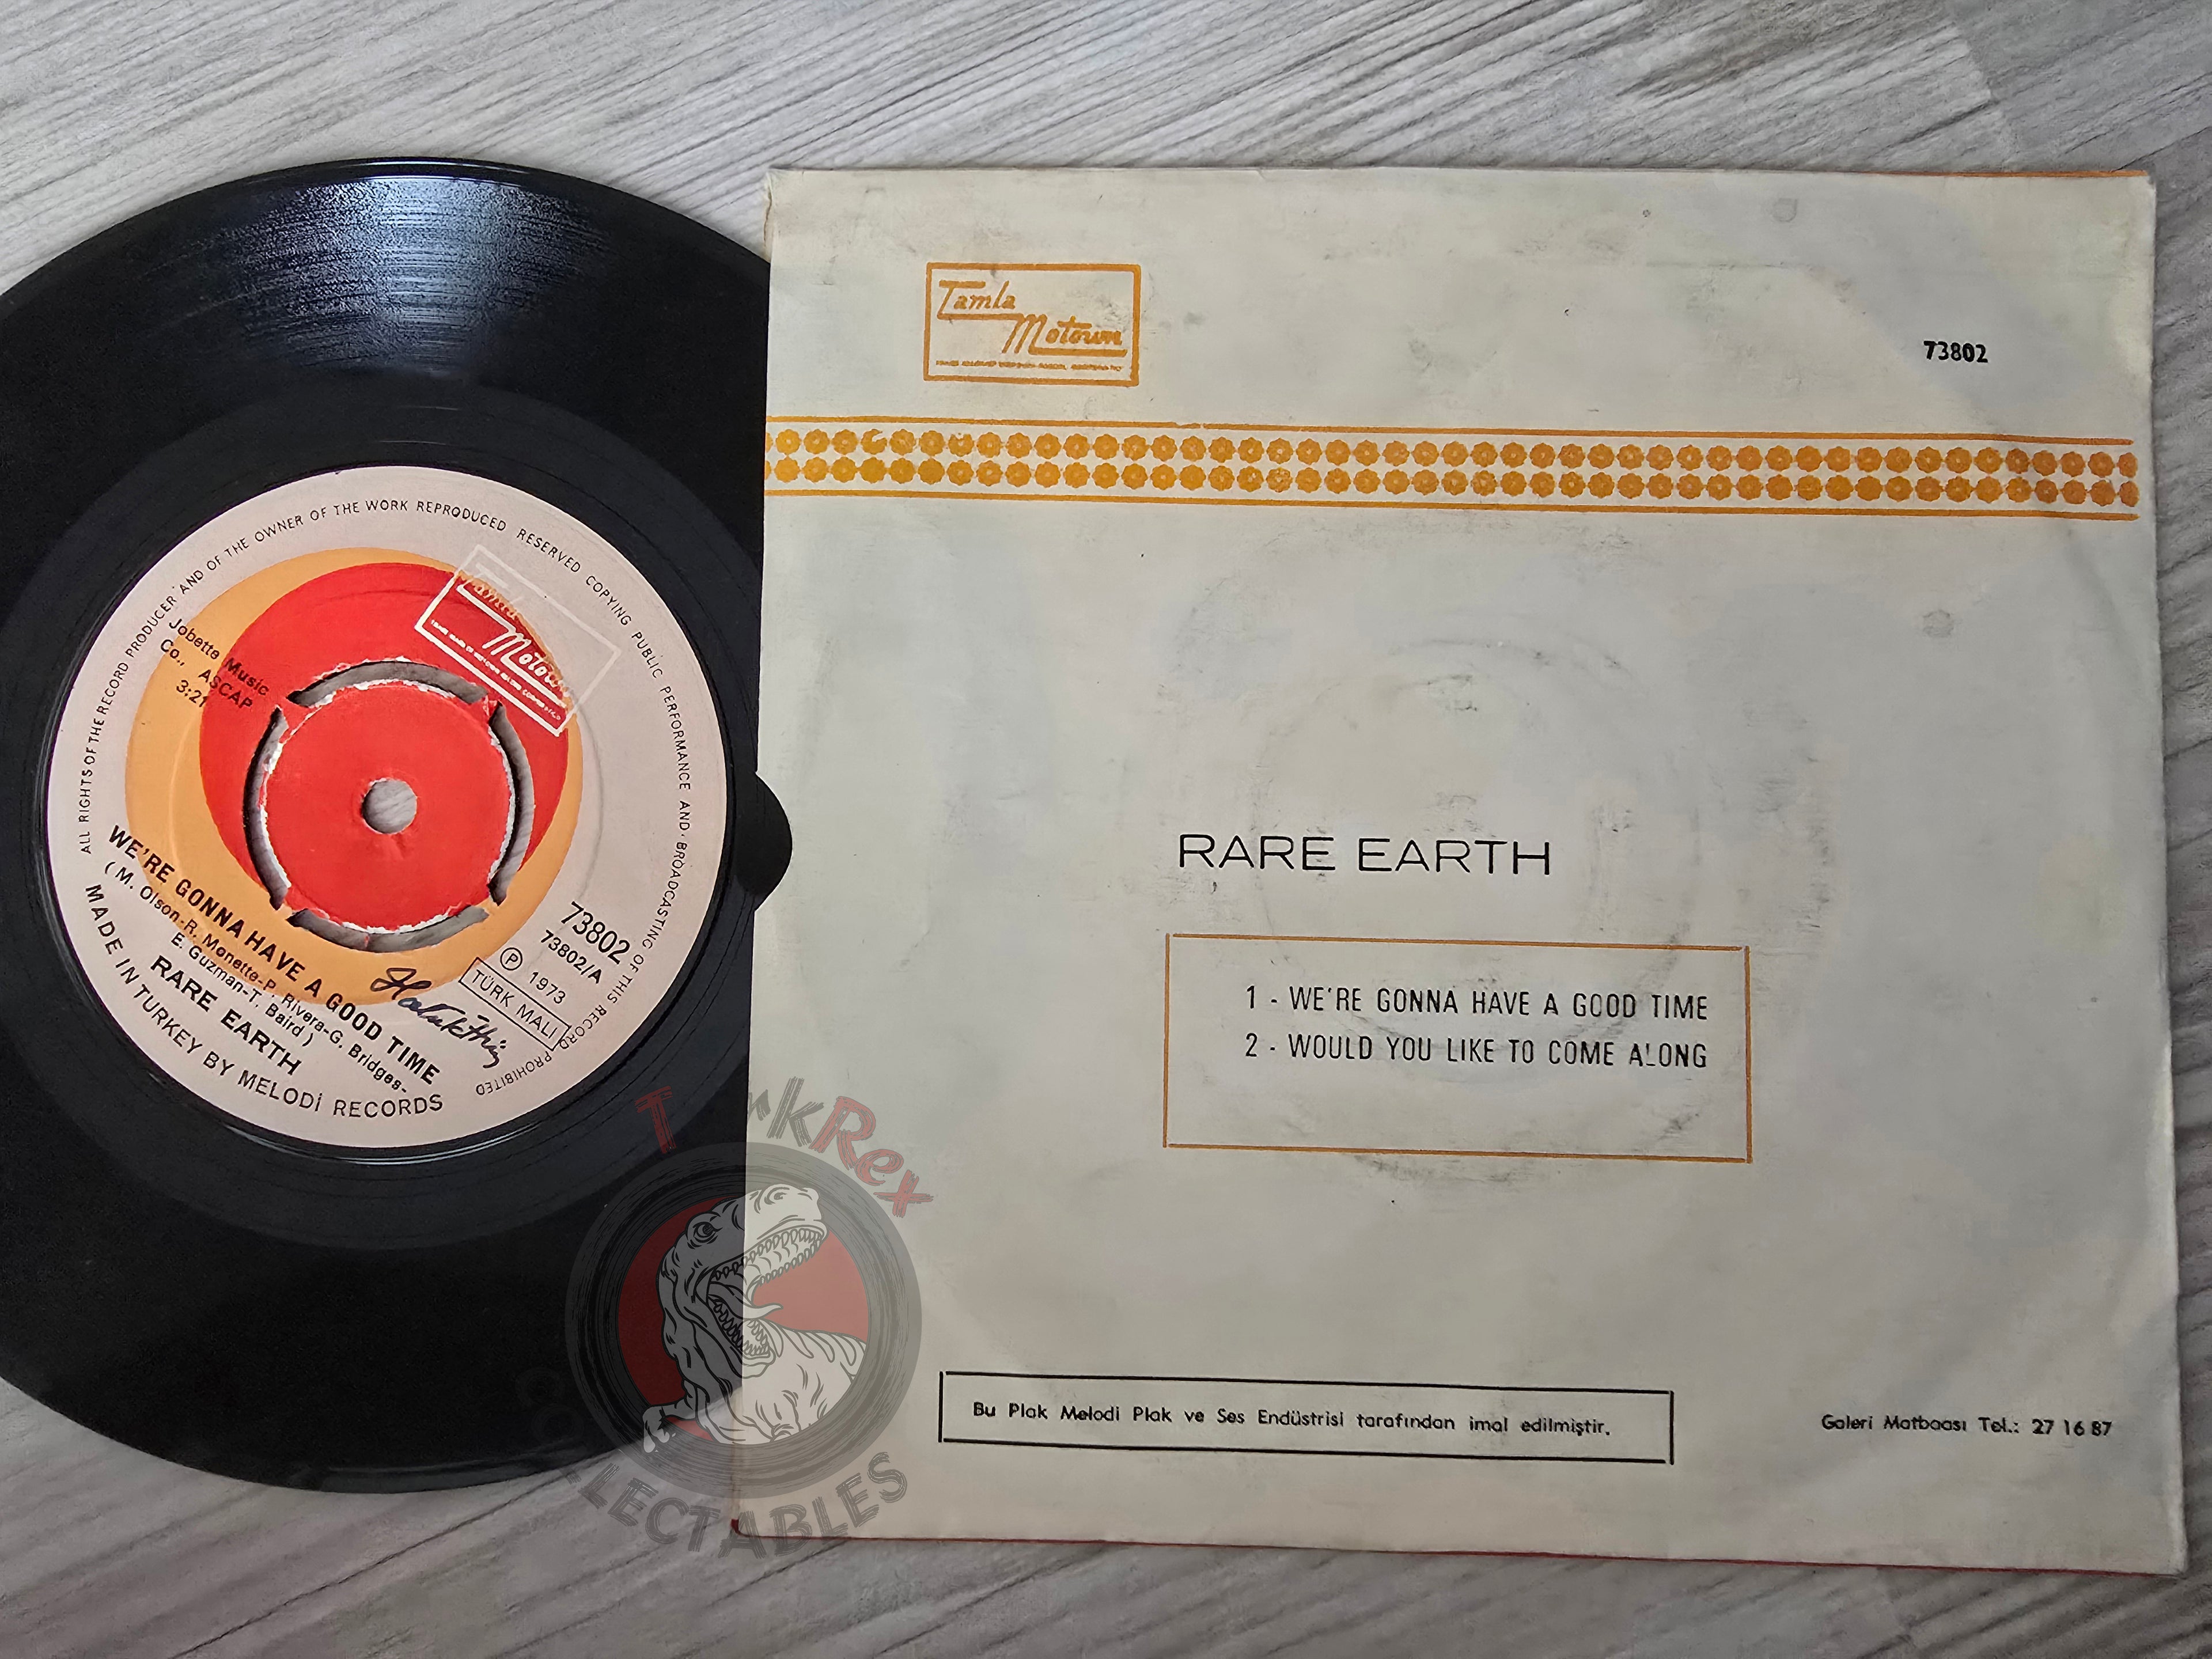 ALL RIGHTS OF THE RECORD PRODUCER AND OF THE OWNER OF THE WORK REPRODUCED RESERVED COPYING PUBLIC PERFORMANCE AND BROADCASTING OF THIS RECORD PROHIBITED
Tamla
Motown
Jobette Music
Co., ASCAP
3:21
73802
73802/A
Ⓟ 1973
TÜRK MALI
WE'RE GONNA HAVE A GOOD TIME
( M. Olson-R. Monette-P. Rivera-G. Bridges-
E. Guzman-T. Baird )
RARE EARTH
MADE IN TURKEY BY MELODİ RECORDS
Tamla
Motown
73802
RARE EARTH
1 - WE'RE GONNA HAVE A GOOD TIME
2 - WOULD YOU LIKE TO COME ALONG
Bu Plak Melodi Plak ve Ses Endüstrisi tarafından imal edilmiştir.
Galeri Matbaası Tel.: 27 16 87
TurkRex
COLLECTABLES